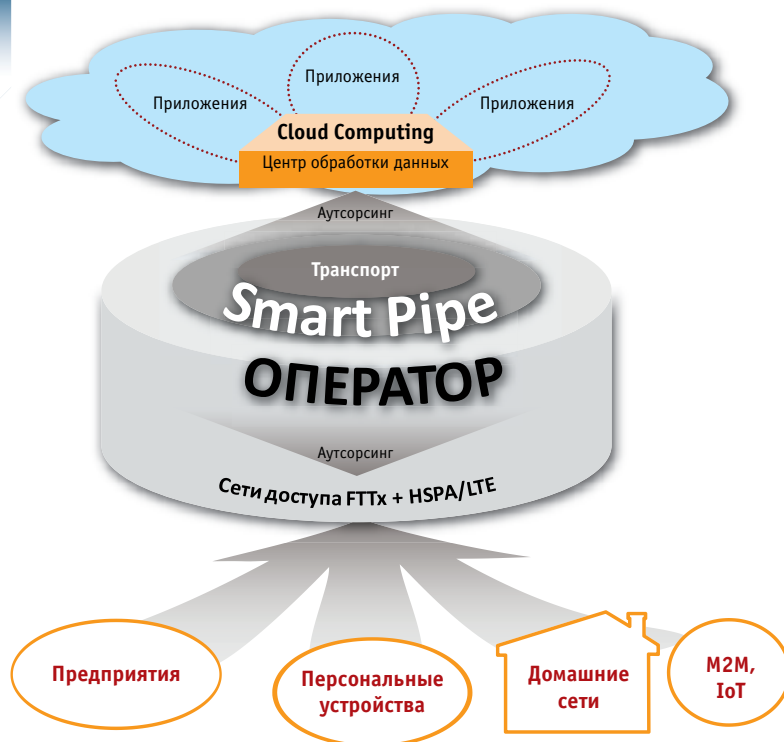 Приложения
Приложения
Приложения
Cloud Computing
Центр обработки данных
Аутсорсинг
Транспорт
Smart Pipe
ОПЕРАТОР
Аутсорсинг
Сети доступа FTTx + HSPA/LTE
Предприятия
Персональные
устройства
Домашние
сети
M2M,
IoT